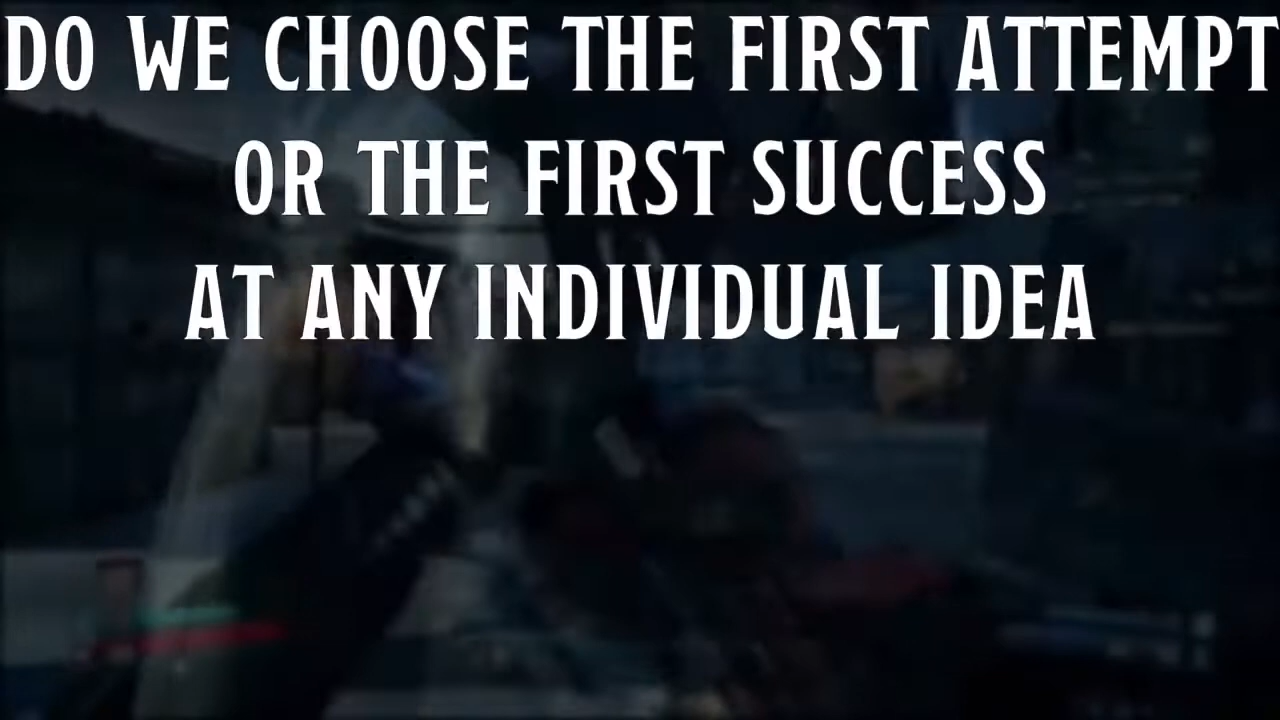 DO WE CHOOSE THE FIRST ATTEMPT
OR THE FIRST SUCCESS
AT ANY INDIVIDUAL IDEA